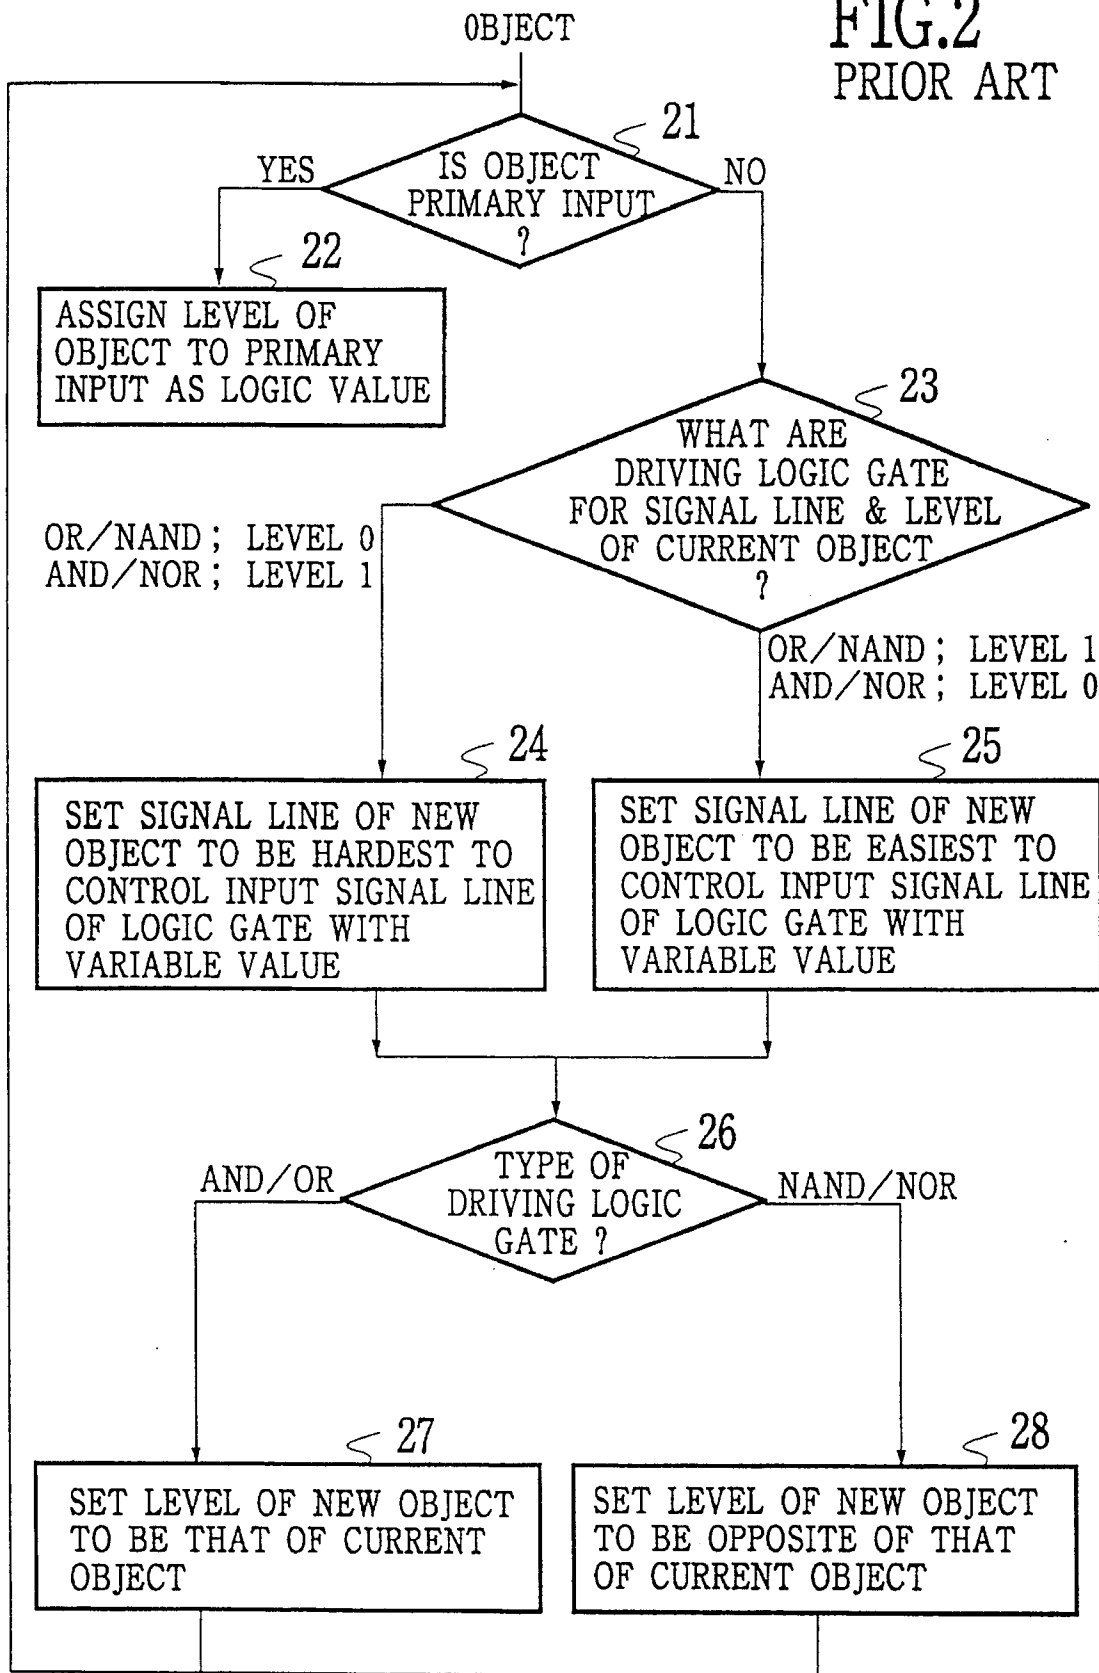 OBJECT
FIG.2
PRIOR ART
21
IS OBJECT
PRIMARY INPUT
?
YES
NO
22
ASSIGN LEVEL OF
OBJECT TO PRIMARY
INPUT AS LOGIC VALUE
23
WHAT ARE
DRIVING LOGIC GATE
FOR SIGNAL LINE & LEVEL
OF CURRENT OBJECT
?
OR/NAND; LEVEL 0
AND/NOR; LEVEL 1
OR/NAND; LEVEL 1
AND/NOR; LEVEL 0
24
SET SIGNAL LINE OF NEW
OBJECT TO BE HARDEST TO
CONTROL INPUT SIGNAL LINE
OF LOGIC GATE WITH
VARIABLE VALUE
25
SET SIGNAL LINE OF NEW
OBJECT TO BE EASIEST TO
CONTROL INPUT SIGNAL LINE
OF LOGIC GATE WITH
VARIABLE VALUE
26
TYPE OF
DRIVING LOGIC
GATE ?
AND/OR
NAND/NOR
27
SET LEVEL OF NEW OBJECT
TO BE THAT OF CURRENT
OBJECT
28
SET LEVEL OF NEW OBJECT
TO BE OPPOSITE OF THAT
OF CURRENT OBJECT